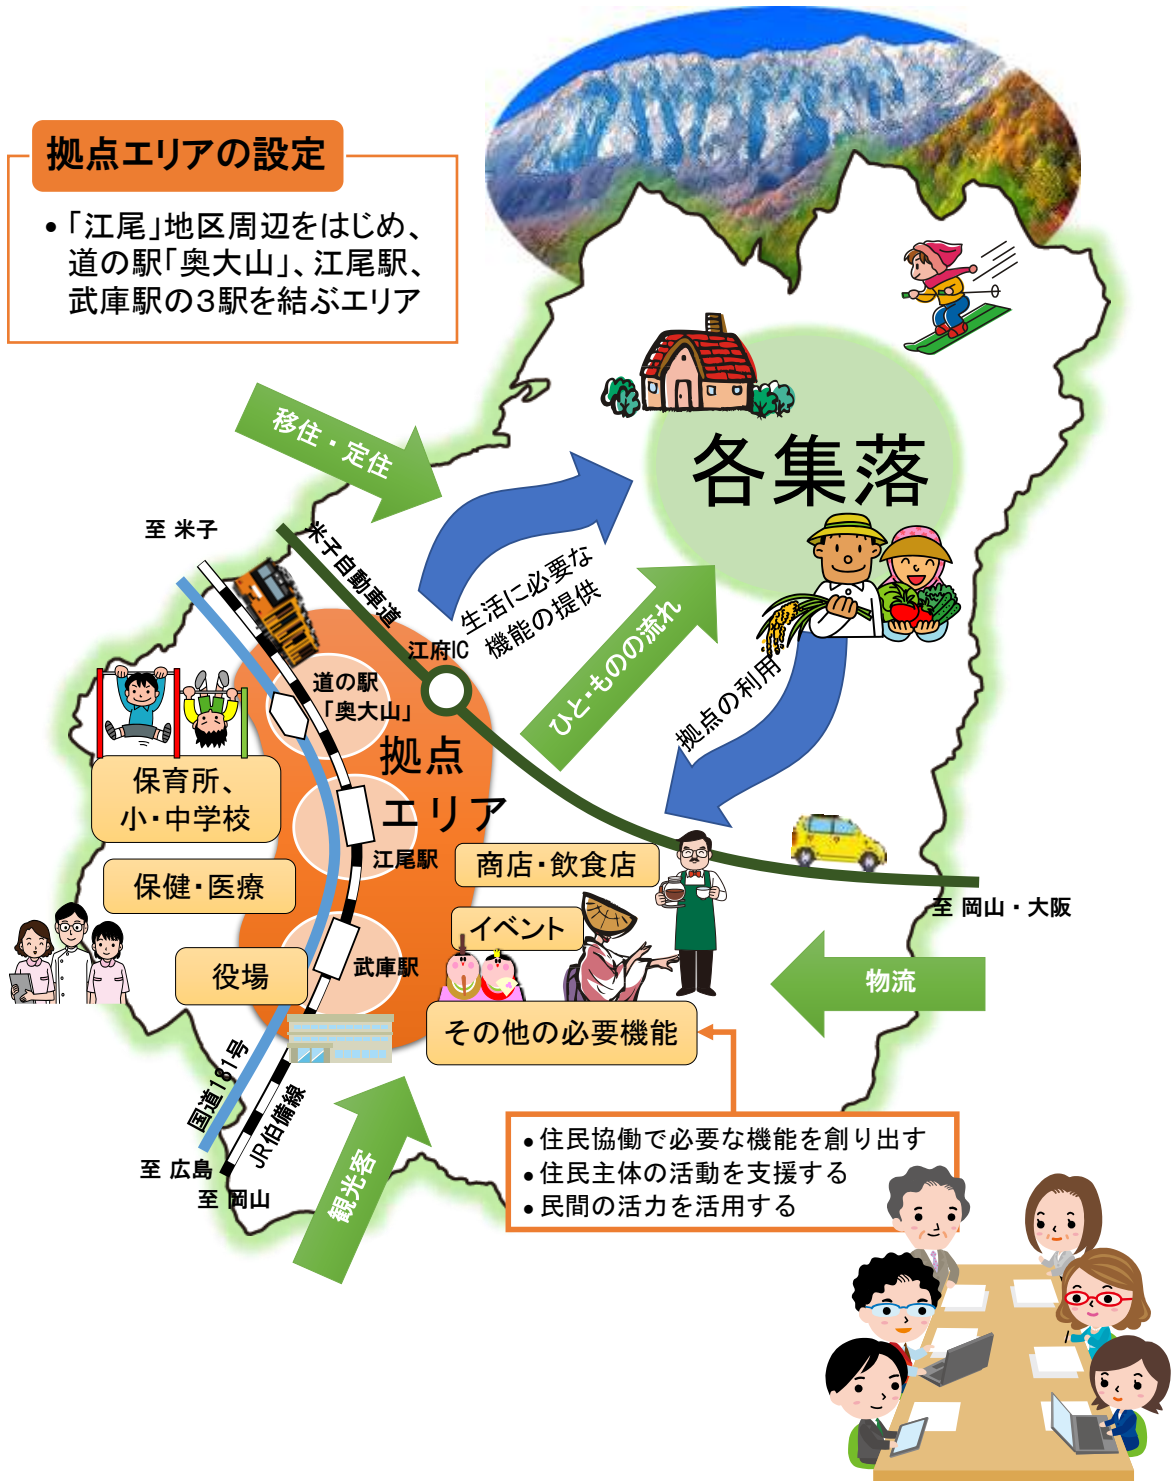 拠点エリアの設定
•「江尾」地区周辺をはじめ、
道の駅「奥大山」、江尾駅、
武庫駅の3駅を結ぶエリア
移住・定住
各集落
至 米子
米子自動車道
生活に必要な
機能の提供
江府IC
ひと・ものの流れ
拠点の利用
道の駅
「奥大山」
拠点
エリア
保育所、
小・中学校
江尾駅
商店・飲食店
保健・医療
至 岡山・大阪
イベント
武庫駅
役場
物流
その他の必要機能
国道181号
JR伯備線
至 広島
至 岡山
観光客
•住民協働で必要な機能を創り出す
•住民主体の活動を支援する
•民間の活力を活用する